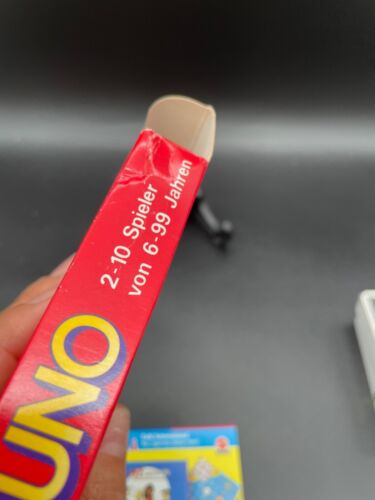 2-10 Spieler
von 6-99 Jahren
UNO